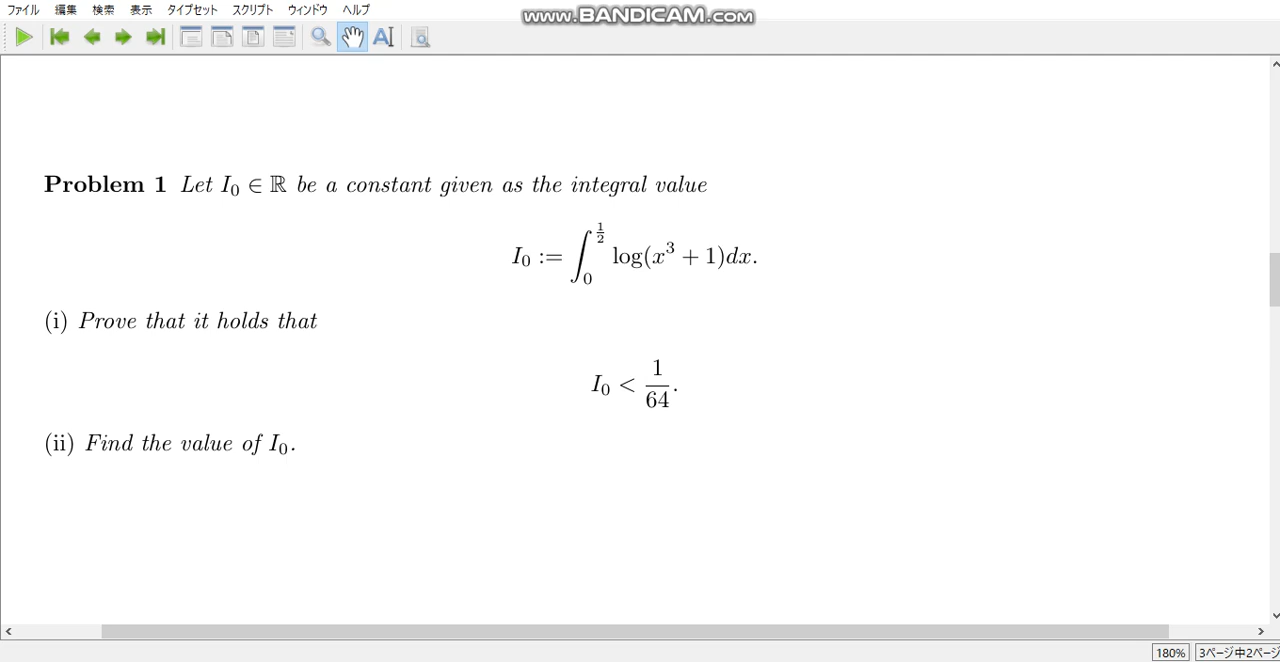 ファイル 編集 検索 表示 タイプセット スクリプト ウィンドウ ヘルプ
www.BANDICAM.com
Problem 1 Let I₀ ∈ ℝ be a constant given as the integral value
I₀ := ∫₀^{1/2} log(x³ + 1)dx.
(i) Prove that it holds that
I₀ < 1/64.
(ii) Find the value of I₀.
180% 3ページ中2ページ